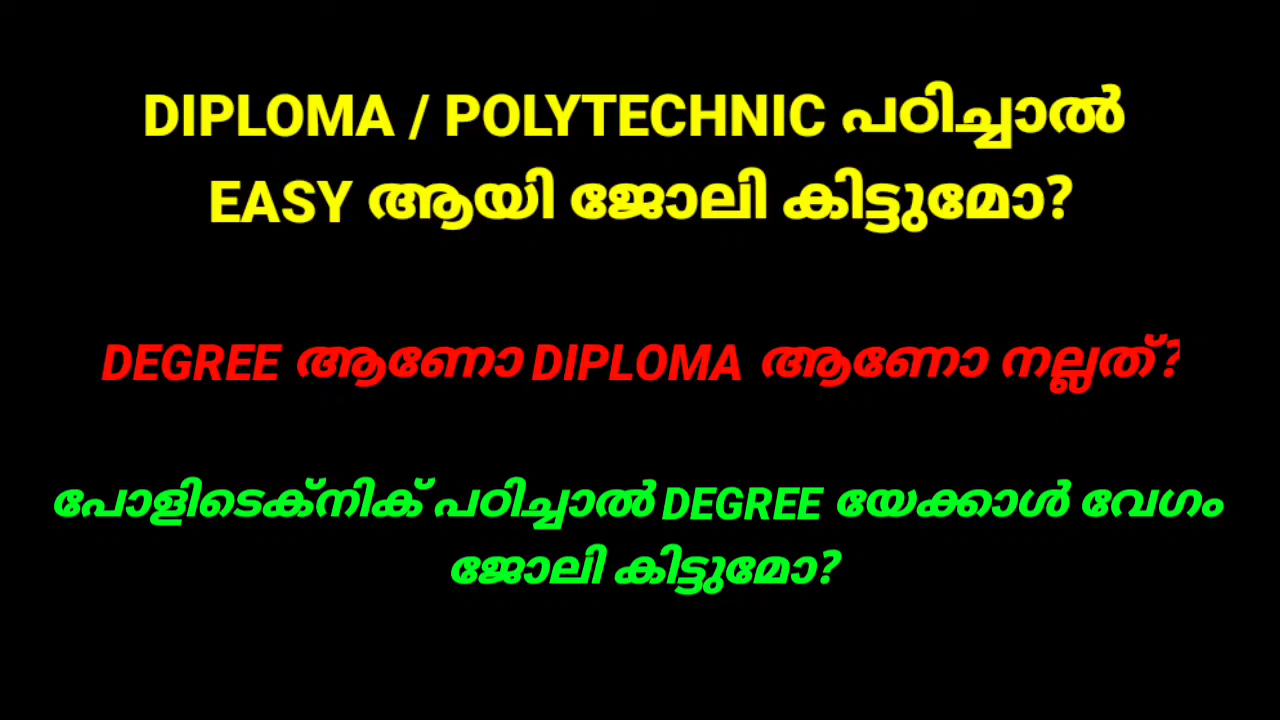 DIPLOMA / POLYTECHNIC പഠിച്ചാൽ
EASY ആയി ജോലി കിട്ടുമോ?
DEGREE ആണോ DIPLOMA ആണോ നല്ലത്?
പോളിടെക്നിക് പഠിച്ചാൽ DEGREE യേക്കാൾ വേഗം
ജോലി കിട്ടുമോ?